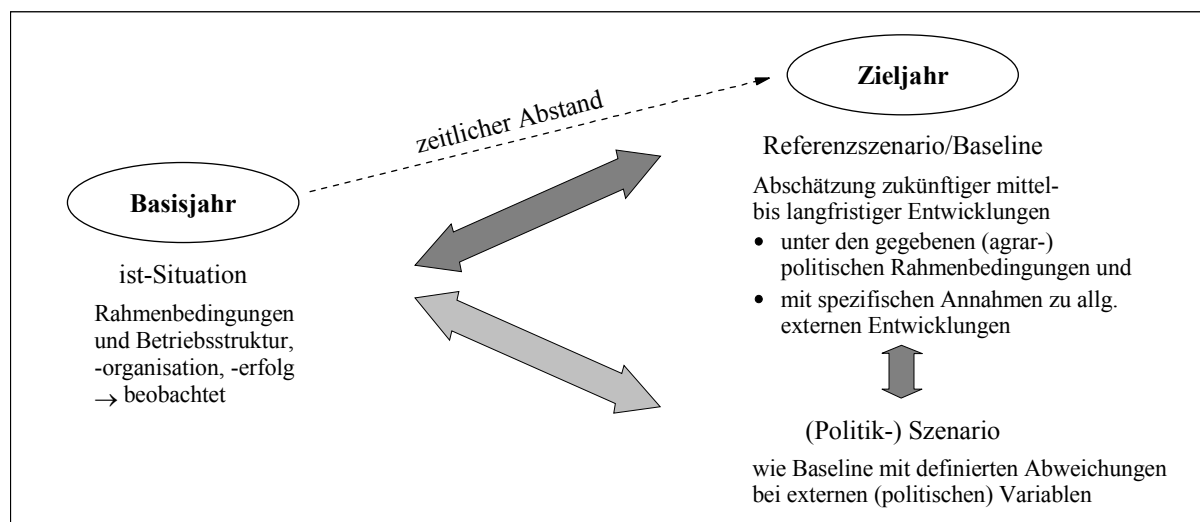 Zieljahr
zeitlicher Abstand
Referenzszenario/Baseline
Abschätzung zukünftiger mittel-
bis langfristiger Entwicklungen
• unter den gegebenen (agrar-)
politischen Rahmenbedingungen und
• mit spezifischen Annahmen zu allg.
externen Entwicklungen
Basisjahr
ist-Situation
Rahmenbedingungen
und Betriebsstruktur,
-organisation, -erfolg
→ beobachtet
(Politik-) Szenario
wie Baseline mit definierten Abweichungen
bei externen (politischen) Variablen